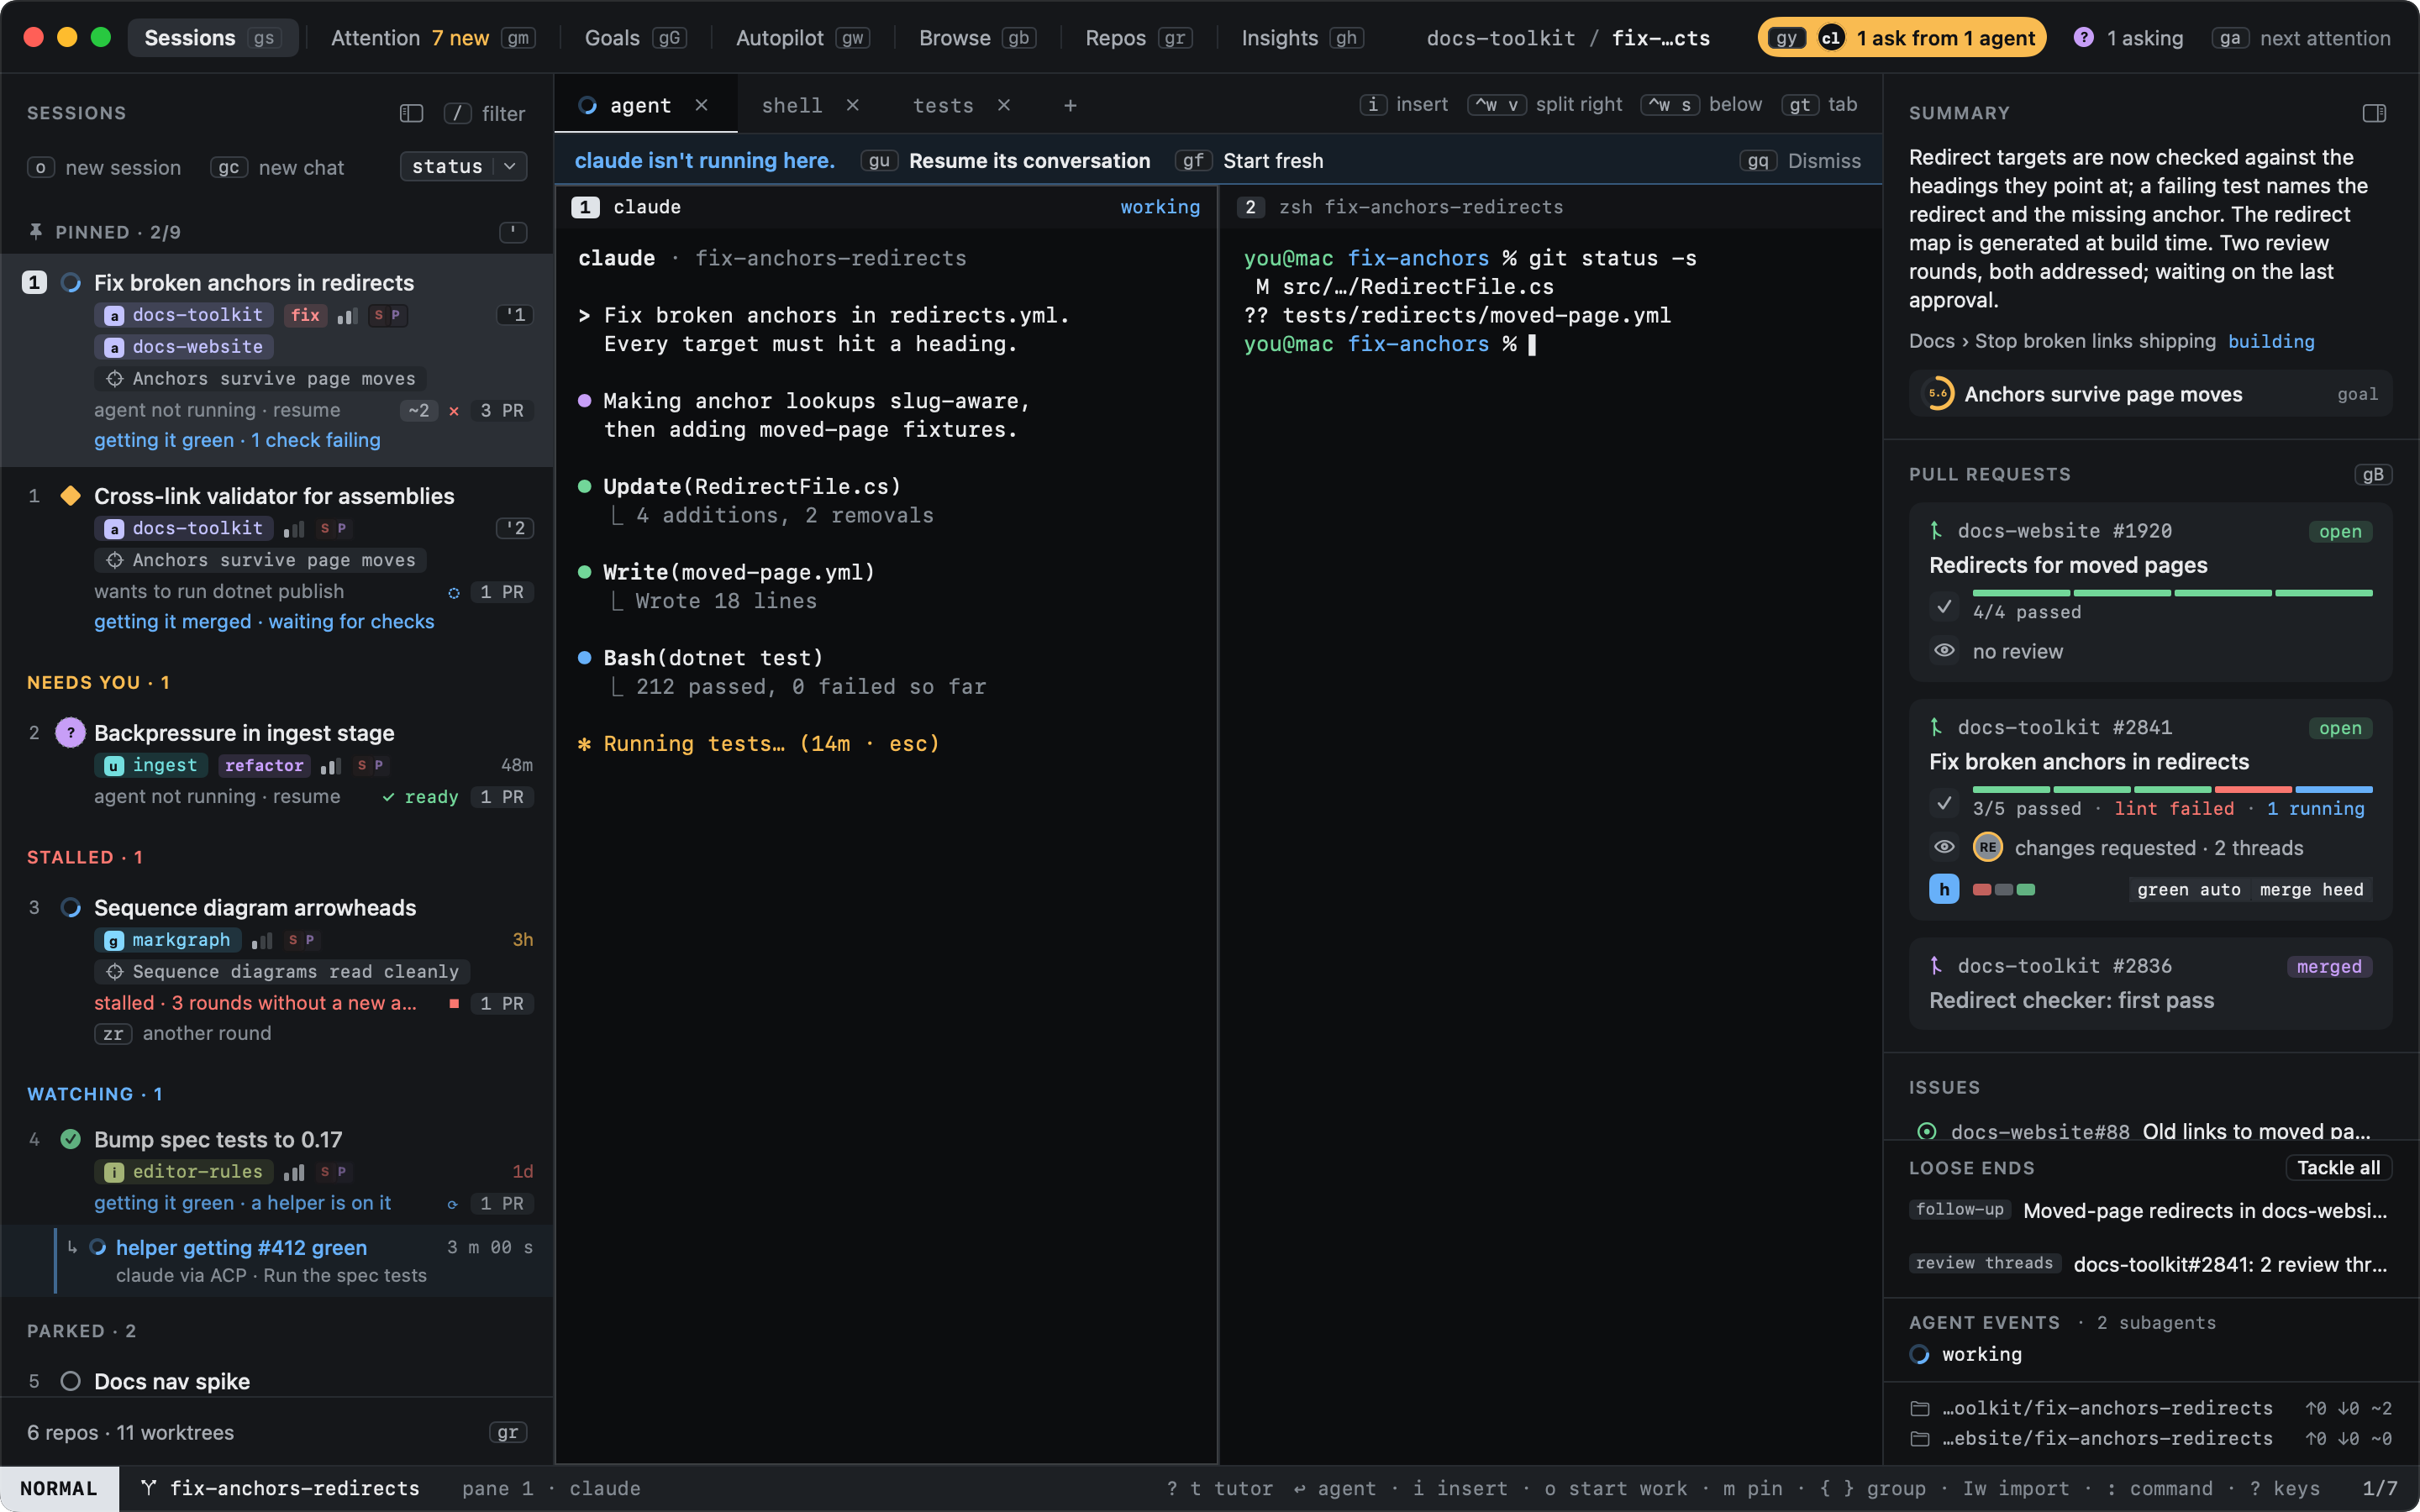 Sessions gs
Attention 7 new gm
Goals gG
Autopilot gw
Browse gb
Repos gr
Insights gh
docs-toolkit / fix-…cts
gy cl 1 ask from 1 agent
? 1 asking
ga next attention
SESSIONS
/ filter
o new session gc new chat
status
PINNED · 2/9 '
1 Fix broken anchors in redirects
a docs-toolkit fix S P '1
a docs-website
Anchors survive page moves
agent not running · resume ~2 × 3 PR
getting it green · 1 check failing
1 Cross-link validator for assemblies
a docs-toolkit S P '2
Anchors survive page moves
wants to run dotnet publish 1 PR
getting it merged · waiting for checks
NEEDS YOU · 1
2 ? Backpressure in ingest stage
u ingest refactor S P 48m
agent not running · resume ✓ ready 1 PR
STALLED · 1
3 Sequence diagram arrowheads
g markgraph S P 3h
Sequence diagrams read cleanly
stalled · 3 rounds without a new a… 1 PR
zr another round
WATCHING · 1
4 Bump spec tests to 0.17
i editor-rules S P 1d
getting it green · a helper is on it ⟳ 1 PR
↳ helper getting #412 green 3 m 00 s
claude via ACP · Run the spec tests
PARKED · 2
5 Docs nav spike
6 repos · 11 worktrees gr
agent × shell × tests × +
i insert ^w v split right ^w s below gt tab
claude isn't running here. gu Resume its conversation gf Start fresh gq Dismiss
1 claude working
claude · fix-anchors-redirects
> Fix broken anchors in redirects.yml.
Every target must hit a heading.
● Making anchor lookups slug-aware,
then adding moved-page fixtures.
● Update(RedirectFile.cs)
⎿ 4 additions, 2 removals
● Write(moved-page.yml)
⎿ Wrote 18 lines
● Bash(dotnet test)
⎿ 212 passed, 0 failed so far
✻ Running tests… (14m · esc)
2 zsh fix-anchors-redirects
you@mac fix-anchors % git status -s
M src/…/RedirectFile.cs
?? tests/redirects/moved-page.yml
you@mac fix-anchors %
SUMMARY
Redirect targets are now checked against the
headings they point at; a failing test names the
redirect and the missing anchor. The redirect
map is generated at build time. Two review
rounds, both addressed; waiting on the last
approval.
Docs › Stop broken links shipping building
5.6 Anchors survive page moves goal
PULL REQUESTS gB
docs-website #1920 open
Redirects for moved pages
4/4 passed
no review
docs-toolkit #2841 open
Fix broken anchors in redirects
3/5 passed · lint failed · 1 running
RE changes requested · 2 threads
h green auto merge heed
docs-toolkit #2836 merged
Redirect checker: first pass
ISSUES
docs-website#88 Old links to moved pa…
LOOSE ENDS Tackle all
follow-up Moved-page redirects in docs-websi…
review threads docs-toolkit#2841: 2 review thr…
AGENT EVENTS · 2 subagents
working
…oolkit/fix-anchors-redirects ↑0 ↓0 ~2
…ebsite/fix-anchors-redirects ↑0 ↓0 ~0
NORMAL fix-anchors-redirects pane 1 · claude
? t tutor ↩ agent · i insert · o start work · m pin · { } group · Iw import · : command · ? keys 1/7